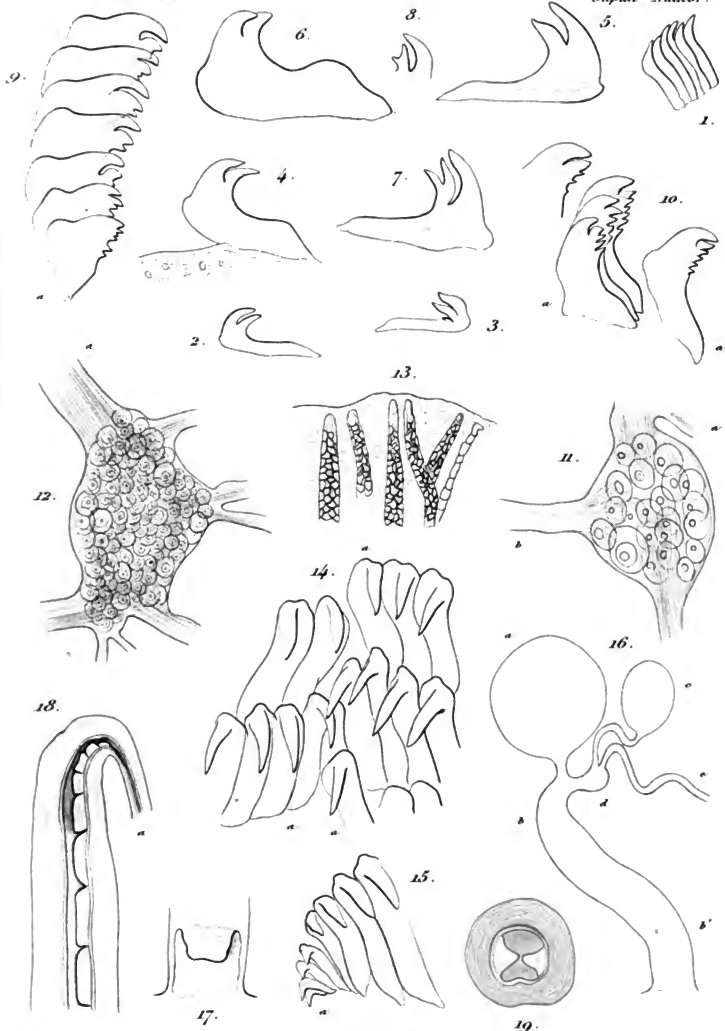 8.
5.
6.
9.
1.
4.
7.
10.
a
a
a
a
2.
3.
13.
a
11.
12.
b
a
14.
a
16.
c
18.
e
d
a
b
a
a
15.
b'
a
17.
19.